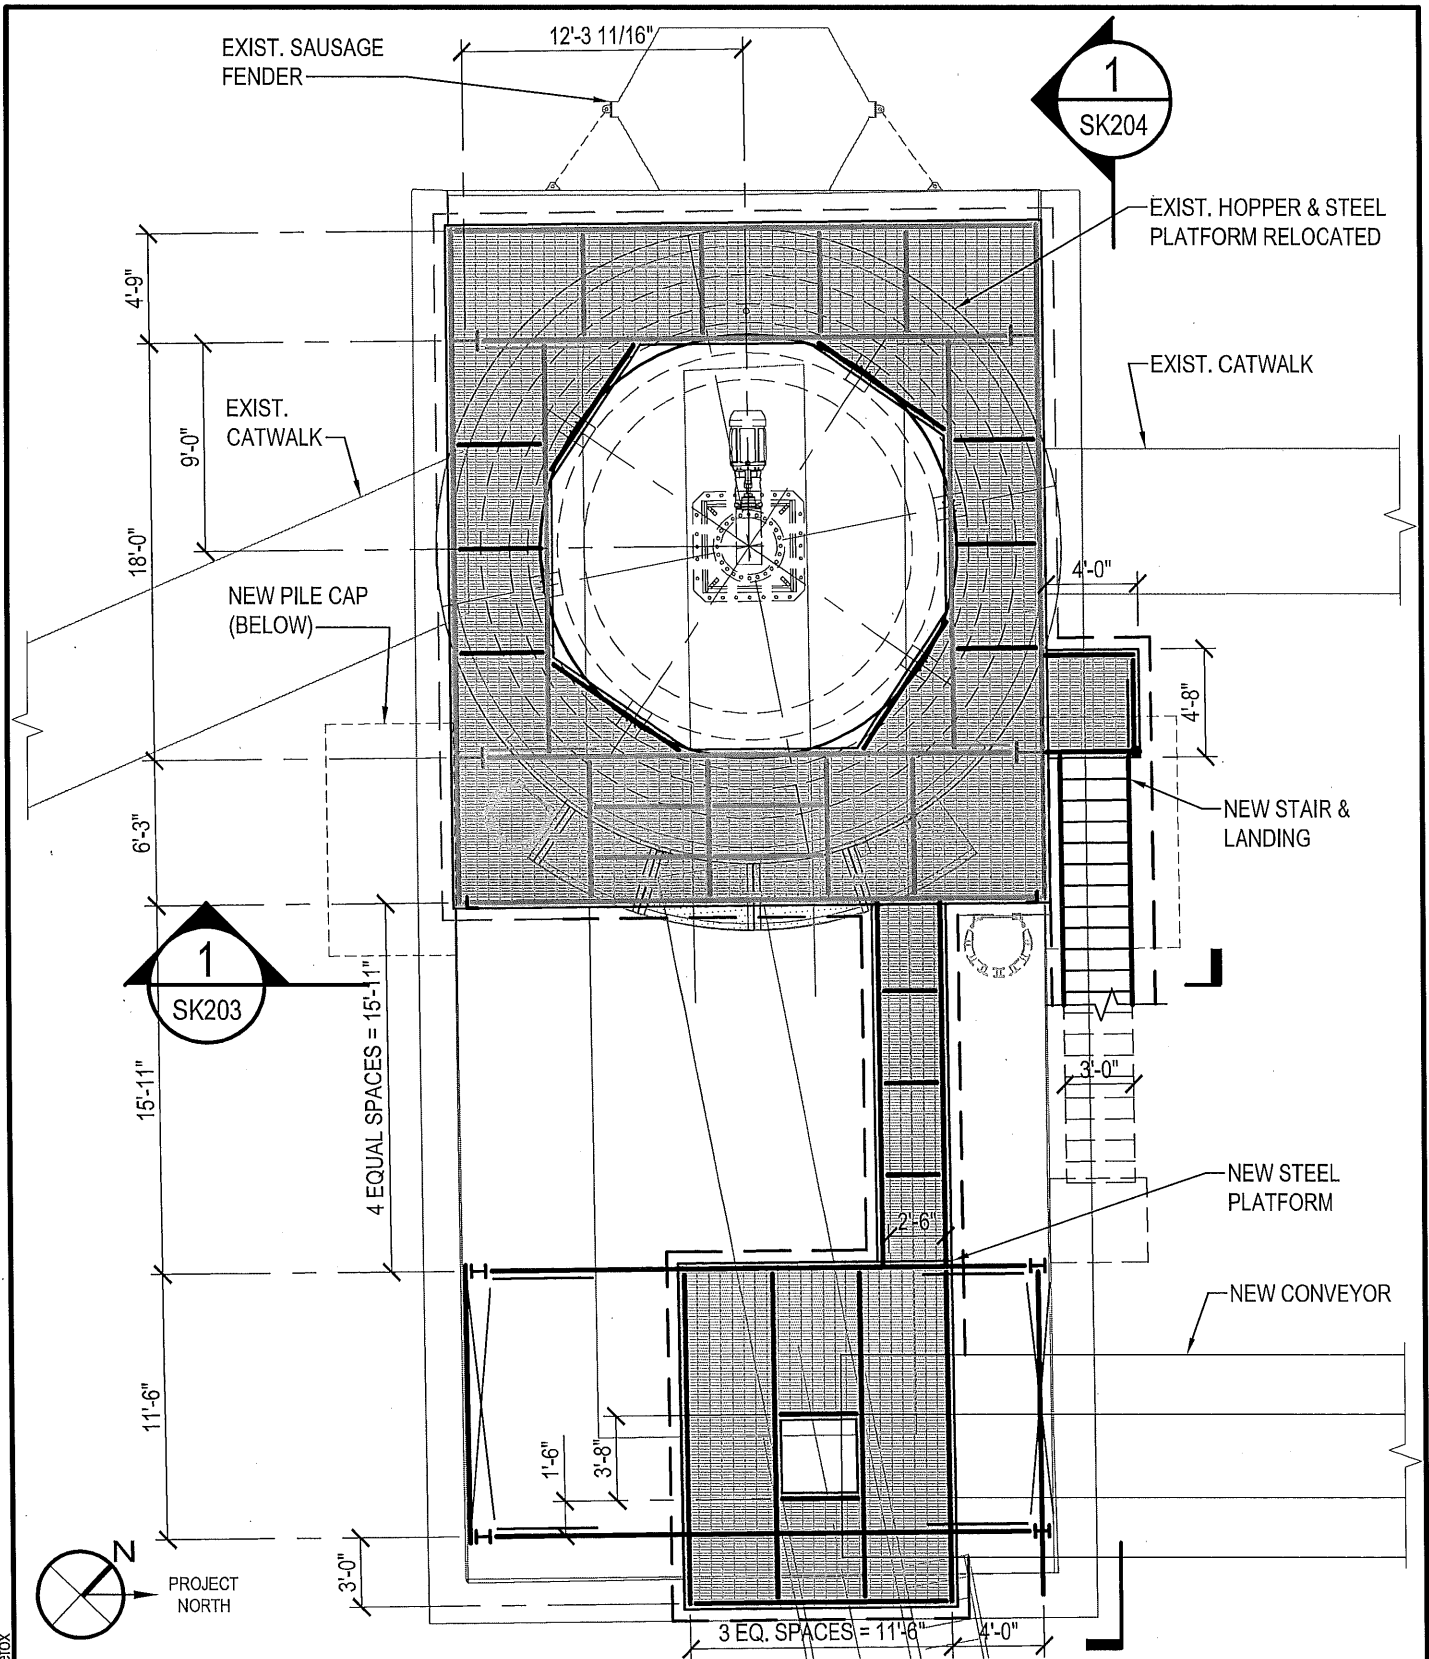 EXIST. SAUSAGE
FENDER
12'-3 11/16"
1
SK204
EXIST. HOPPER & STEEL
PLATFORM RELOCATED
4'-9"
EXIST. CATWALK
EXIST.
CATWALK
9'-0"
18'-0"
4'-0"
NEW PILE CAP
(BELOW)
4'-8"
NEW STAIR &
LANDING
6'-3"
1
SK203
4 EQUAL SPACES = 15'-11"
15'-11"
3'-0"
NEW STEEL
PLATFORM
2'-6"
NEW CONVEYOR
11'-6"
1'-6"
3'-8"
N
PROJECT
NORTH
3'-0"
3 EQ. SPACES = 11'-6"
4'-0"